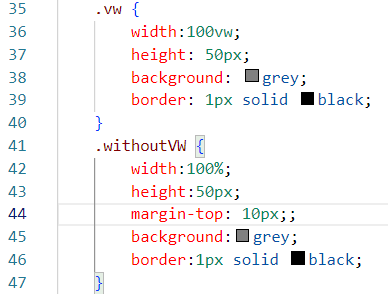 35 .vw {
36 width:100vw;
37 height: 50px;
38 background: grey;
39 border: 1px solid black;
40 }
41 .withoutVW {
42 width:100%;
43 height:50px;
44 margin-top: 10px;;
45 background:grey;
46 border:1px solid black;
47 }